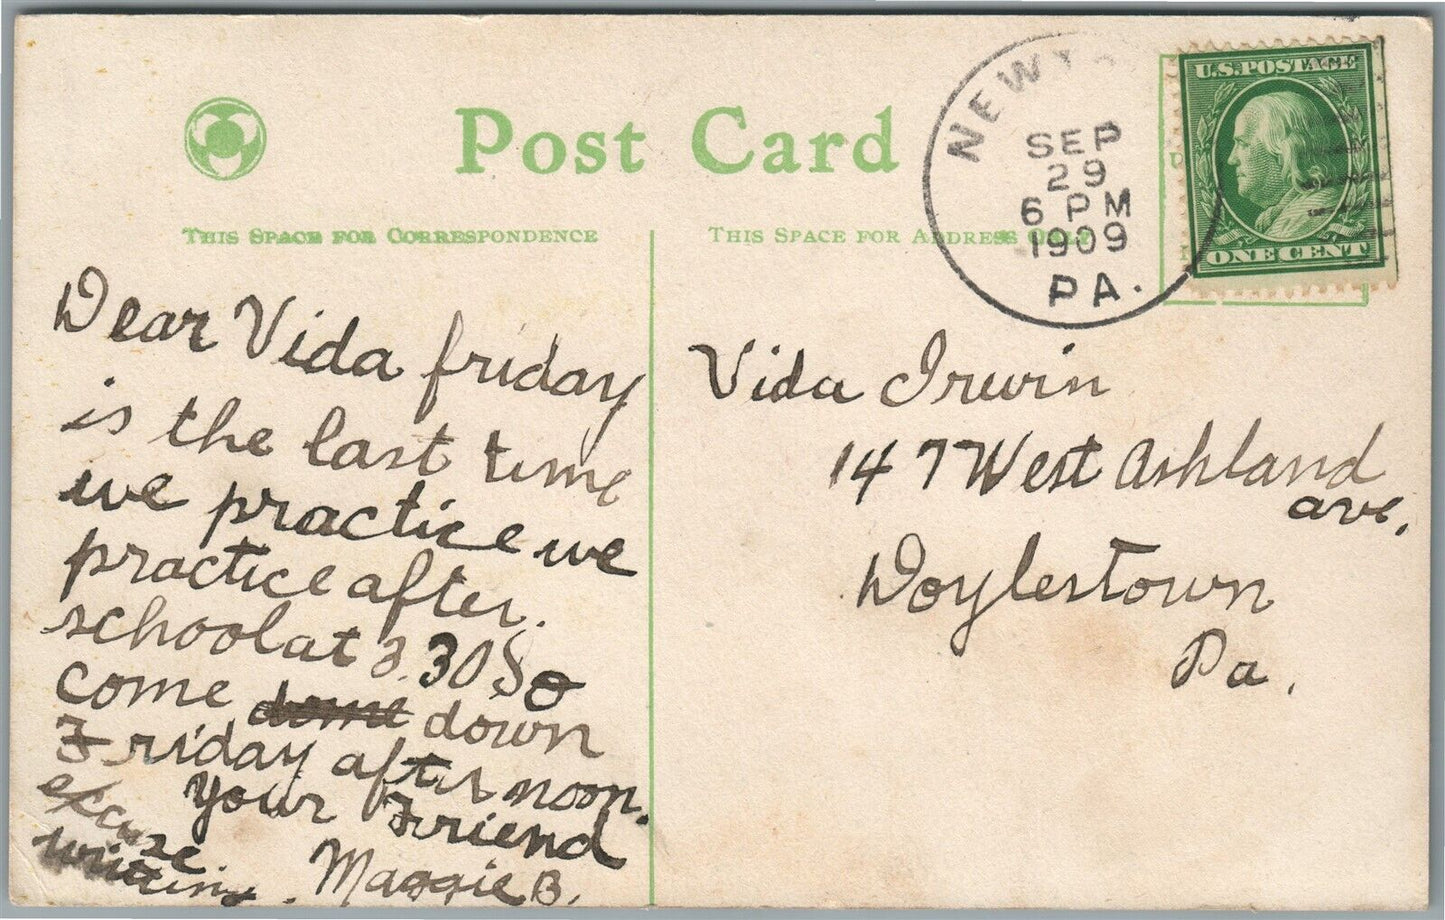 Post Card
THIS SPACE FOR CORRESPONDENCE
THIS SPACE FOR ADDRESS ONLY
NEW
SEP
29
6 PM
1909
PA.
U.S. POSTAGE
ONE CENT
Dear Vida friday
is the last time
we practice we
practice after.
school at 3.30 So
come dome down
Friday after noon.
Your Friend
excuse
writing. Maggie B.
Vida Irwin
147 West Ashland
ave.
Doylestown
Pa.